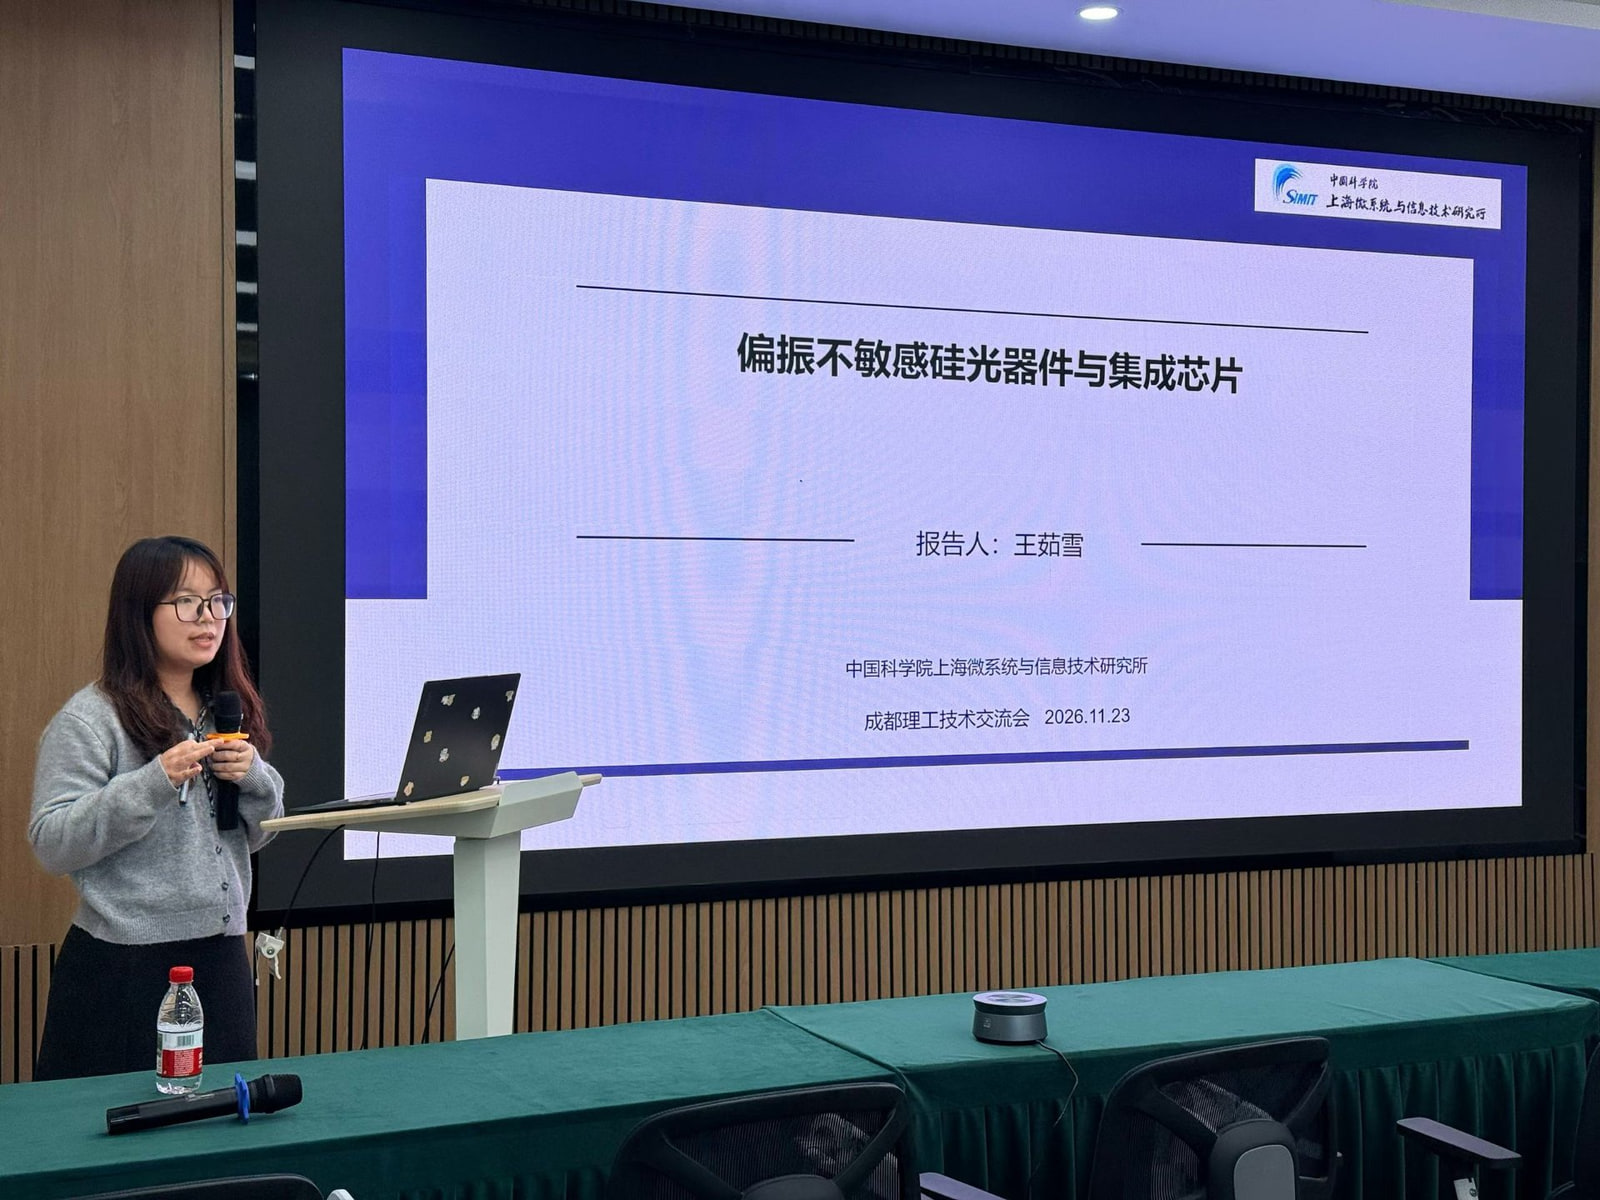 SIMIT
中国科学院
上海微系统与信息技术研究所
偏振不敏感硅光器件与集成芯片
报告人：王茹雪
中国科学院上海微系统与信息技术研究所
成都理工技术交流会 2026.11.23